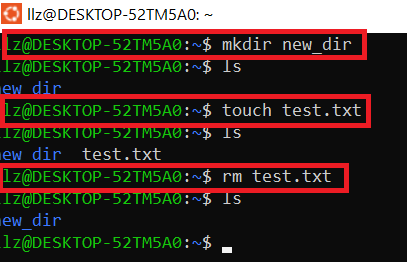 llz@DESKTOP-52TM5A0: ~
llz@DESKTOP-52TM5A0:~$ mkdir new_dir
llz@DESKTOP-52TM5A0:~$ ls
new_dir
llz@DESKTOP-52TM5A0:~$ touch test.txt
llz@DESKTOP-52TM5A0:~$ ls
new_dir  test.txt
llz@DESKTOP-52TM5A0:~$ rm test.txt
llz@DESKTOP-52TM5A0:~$ ls
new_dir
llz@DESKTOP-52TM5A0:~$